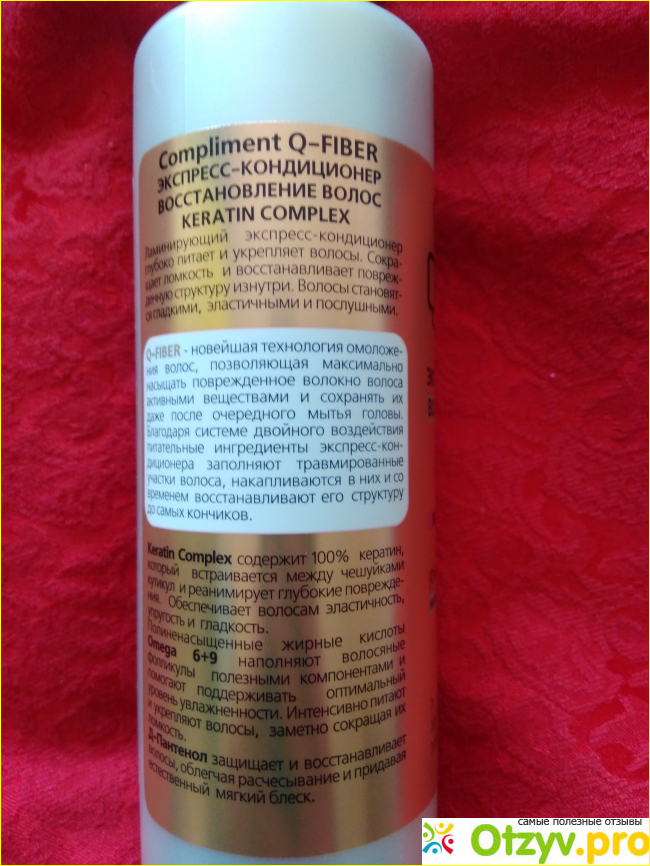 Compliment Q-FIBER
ЭКСПРЕСС-КОНДИЦИОНЕР
ВОССТАНОВЛЕНИЕ ВОЛОС
KERATIN COMPLEX
Ламинирующий экспресс-кондиционер
глубоко питает и укрепляет волосы. Сокра-
щает ломкость и восстанавливает повреж-
денную структуру изнутри. Волосы становят-
ся гладкими, эластичными и послушными.
Q-FIBER - новейшая технология омоложе-
ния волос, позволяющая максимально
насыщать поврежденное волокно волоса
активными веществами и сохранять их
даже после очередного мытья головы.
Благодаря системе двойного воздействия
питательные ингредиенты экспресс-кон-
диционера заполняют травмированные
участки волоса, накапливаются в них и со
временем восстанавливают его структуру
до самых кончиков.
Keratin Complex содержит 100% кератин,
который встраивается между чешуйками
кутикул и реанимирует глубокие поврежде-
ния. Обеспечивает волосам эластичность,
упругость и гладкость.
Полиненасыщенные жирные кислоты
Omega 6+9 наполняют волосяные
фолликулы полезными компонентами и
помогают поддерживать оптимальный
уровень увлажненности. Интенсивно питают
и укрепляют волосы, заметно сокращая их
ломкость.
Д-Пантенол защищает и восстанавливает
волосы, облегчая расчесывание и придавая
естественный мягкий блеск.
самые полезные отзывы
Otzyv.pro